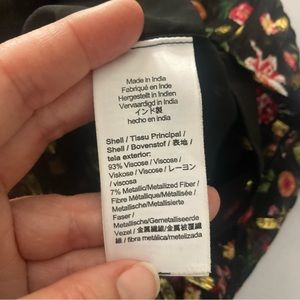 Made in India
Fabriqué en Inde
Hergestellt in Indien
Vervaardigd in India
インド製
hecho en India
Shell / Tissu Principal /
Shell / Bovenstof / 表地 /
tela exterior:
93% Viscose / Viscose /
Viskose / Viscose / レーヨン
/ viscosa
7% Metallic/Metalized Fiber /
Fibre Métallique/Metallisée /
Metallische/Metallisierte
Faser /
Metallische/Gemetalliseerde
Vezel / 金属繊維/金属被覆繊
維 / fibra metálica/metalizada